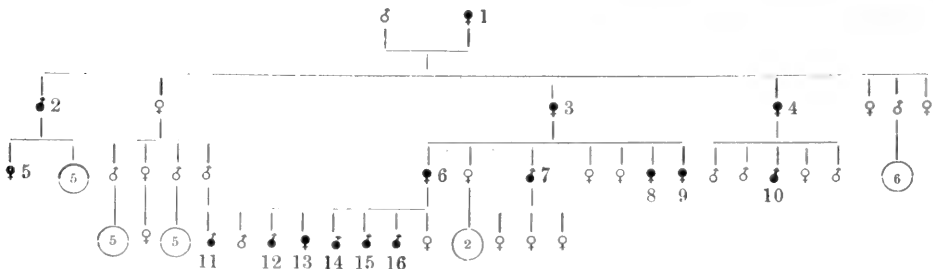 ♂ ♀ 1
♂ 2 ♀ ♀ 3 ♀ 4 ♀ ♂ ♀
♀ 5 5 ♂ ♀ ♂ ♂ ♀ 6 ♀ ♂ 7 ♀ ♀ ♀ ♀ ♂ ♂ ♂ ♀ ♂ 6
8 9 10
5 ♀ 5 ♂ ♂ ♂ ♀ ♂ ♂ ♂ ♀ 2 ♀ ♀ ♀
11 12 13 14 15 16